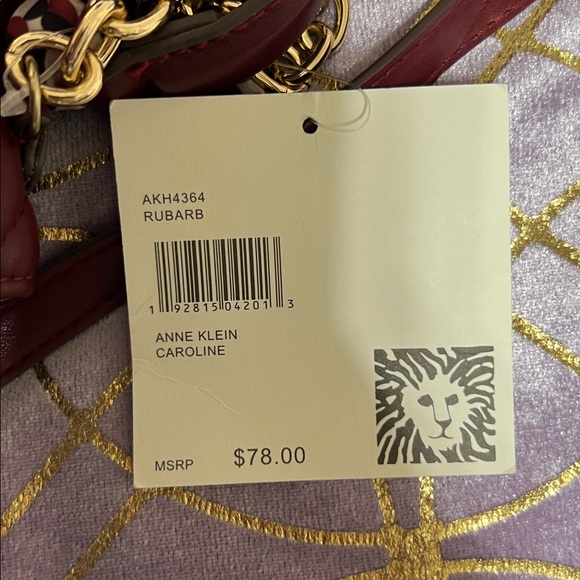 AKH4364
RUBARB
1 92815 04201 3
ANNE KLEIN
CAROLINE
MSRP $78.00